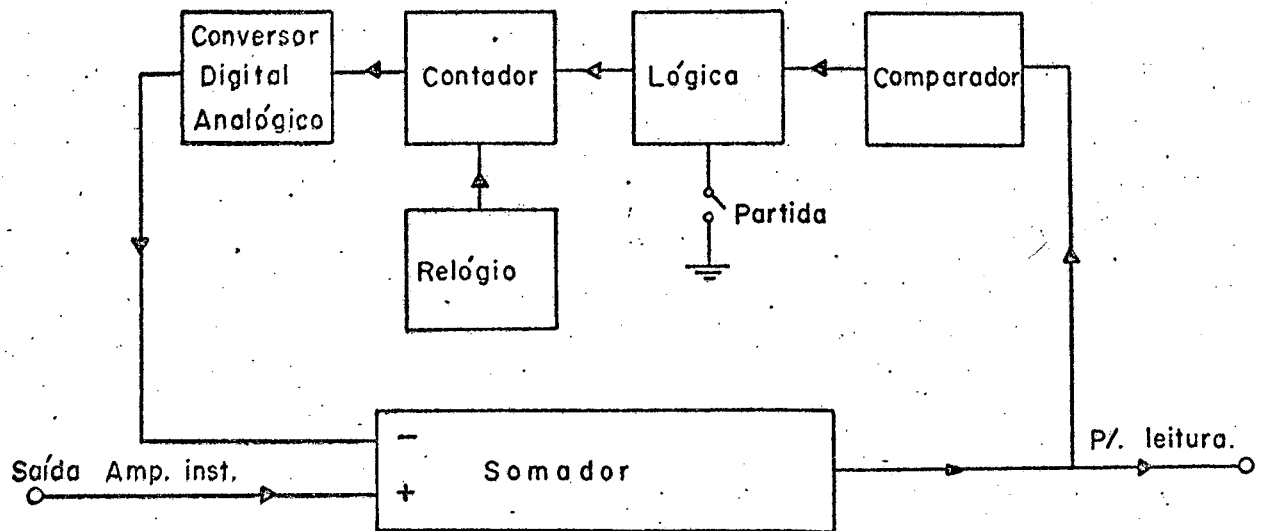 Conversor
Digital
Analógico
Contador
Lógica
Comparador
Partida
Relógio
P/. leitura.
Saída Amp. inst.
-
+
Somador